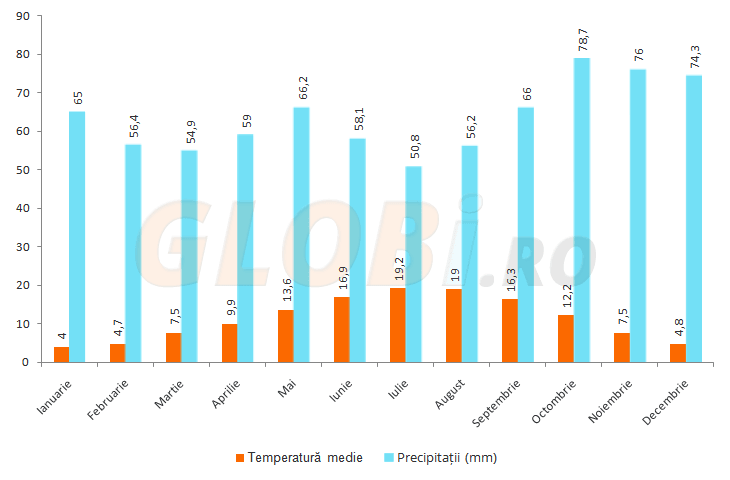 90
80
70
60
50
40
30
20
10
0
65
56,4
54,9
59
66,2
58,1
50,8
56,2
66
78,7
76
74,3
4
4,7
7,5
9,9
13,6
16,9
19,2
19
16,3
12,2
7,5
4,8
GLOBi.RO
Ianuarie
Februarie
Martie
Aprilie
Mai
Iunie
Iulie
August
Septembrie
Octombrie
Noiembrie
Decembrie
Temperatură medie Precipitații (mm)